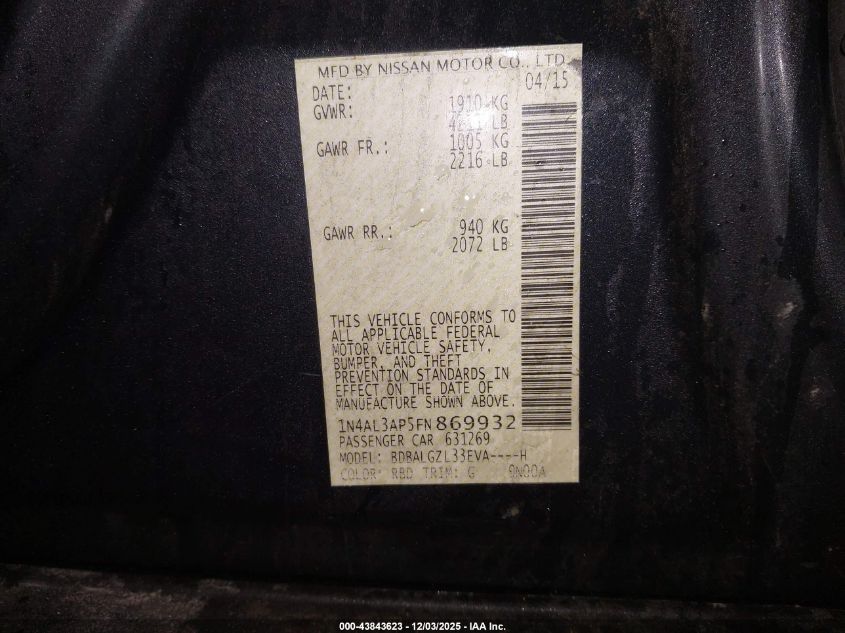 MFD BY NISSAN MOTOR CO., LTD.
DATE: 04/15
GVWR: 1910 KG
4211 LB
GAWR FR.: 1005 KG
2216 LB
GAWR RR.: 940 KG
2072 LB
THIS VEHICLE CONFORMS TO
ALL APPLICABLE FEDERAL
MOTOR VEHICLE SAFETY,
BUMPER, AND THEFT
PREVENTION STANDARDS IN
EFFECT ON THE DATE OF
MANUFACTURE SHOWN ABOVE.
1N4AL3AP5FN869932
PASSENGER CAR 631269
MODEL: BDBALGZL33EVA----H
COLOR: RBD TRIM: G
000-43843623 - 12/03/2025 - IAA Inc.